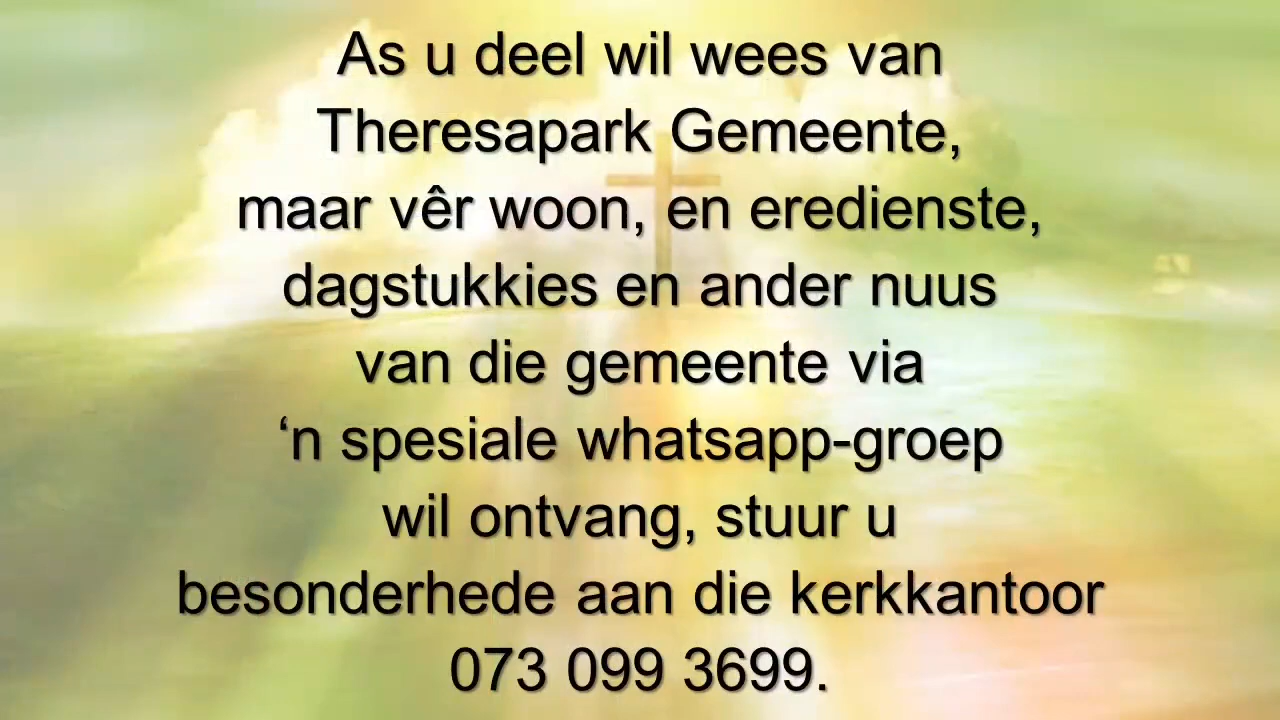 As u deel wil wees van
Theresapark Gemeente,
maar vêr woon, en eredienste,
dagstukkies en ander nuus
van die gemeente via
‘n spesiale whatsapp-groep
wil ontvang, stuur u
besonderhede aan die kerkkantoor
073 099 3699.